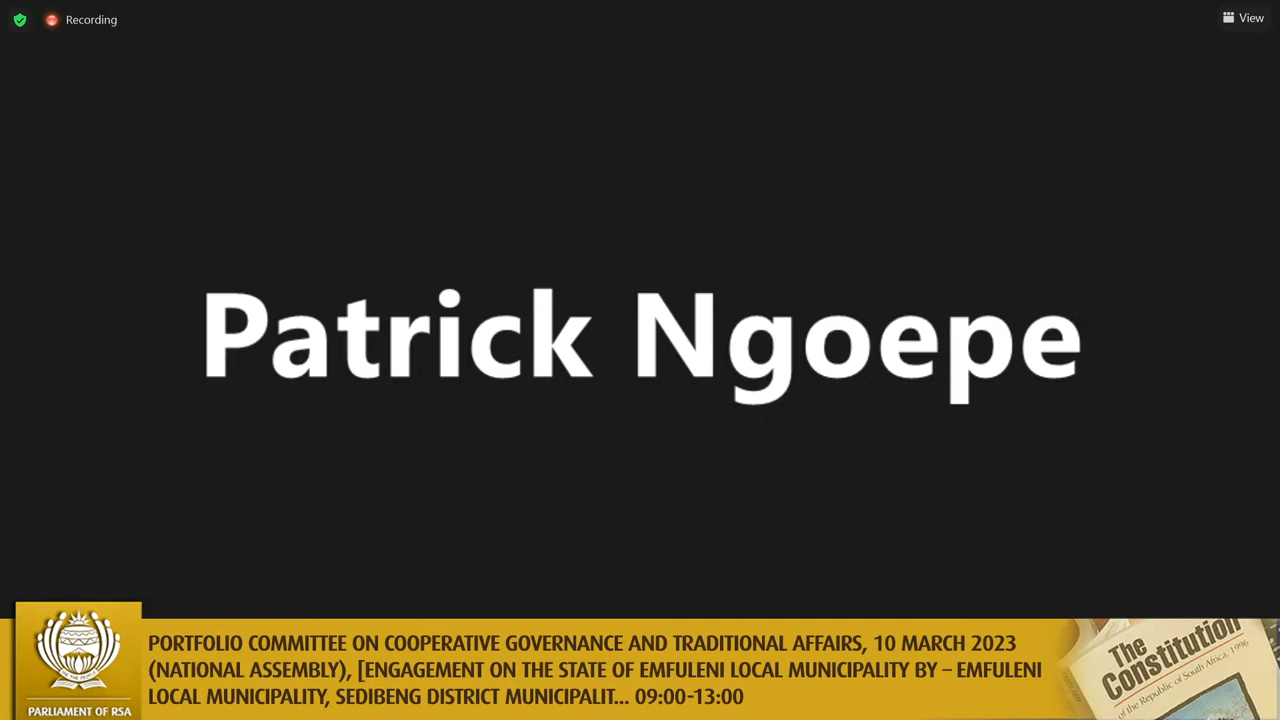 Recording
View
Patrick Ngoepe
PORTFOLIO COMMITTEE ON COOPERATIVE GOVERNANCE AND TRADITIONAL AFFAIRS, 10 MARCH 2023
(NATIONAL ASSEMBLY), [ENGAGEMENT ON THE STATE OF EMFULENI LOCAL MUNICIPALITY BY – EMFULENI
LOCAL MUNICIPALITY, SEDIBENG DISTRICT MUNICIPALIT... 09:00-13:00
PARLIAMENT OF RSA
The
Constitution
of the Republic of South Africa, 1996